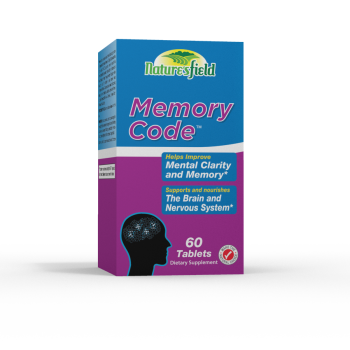 Naturesfield
Memory
Code™
Helps Improve
Mental Clarity
and Memory*
Supports and nourishes
The Brain and
Nervous System*
60
Tablets
Dietary Supplement